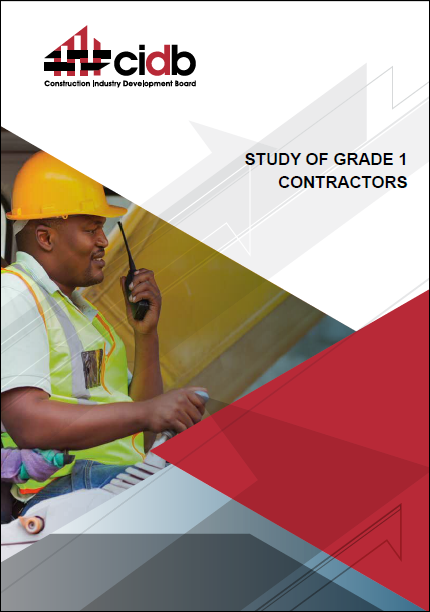 cidb
Construction Industry Development Board
STUDY OF GRADE 1
CONTRACTORS